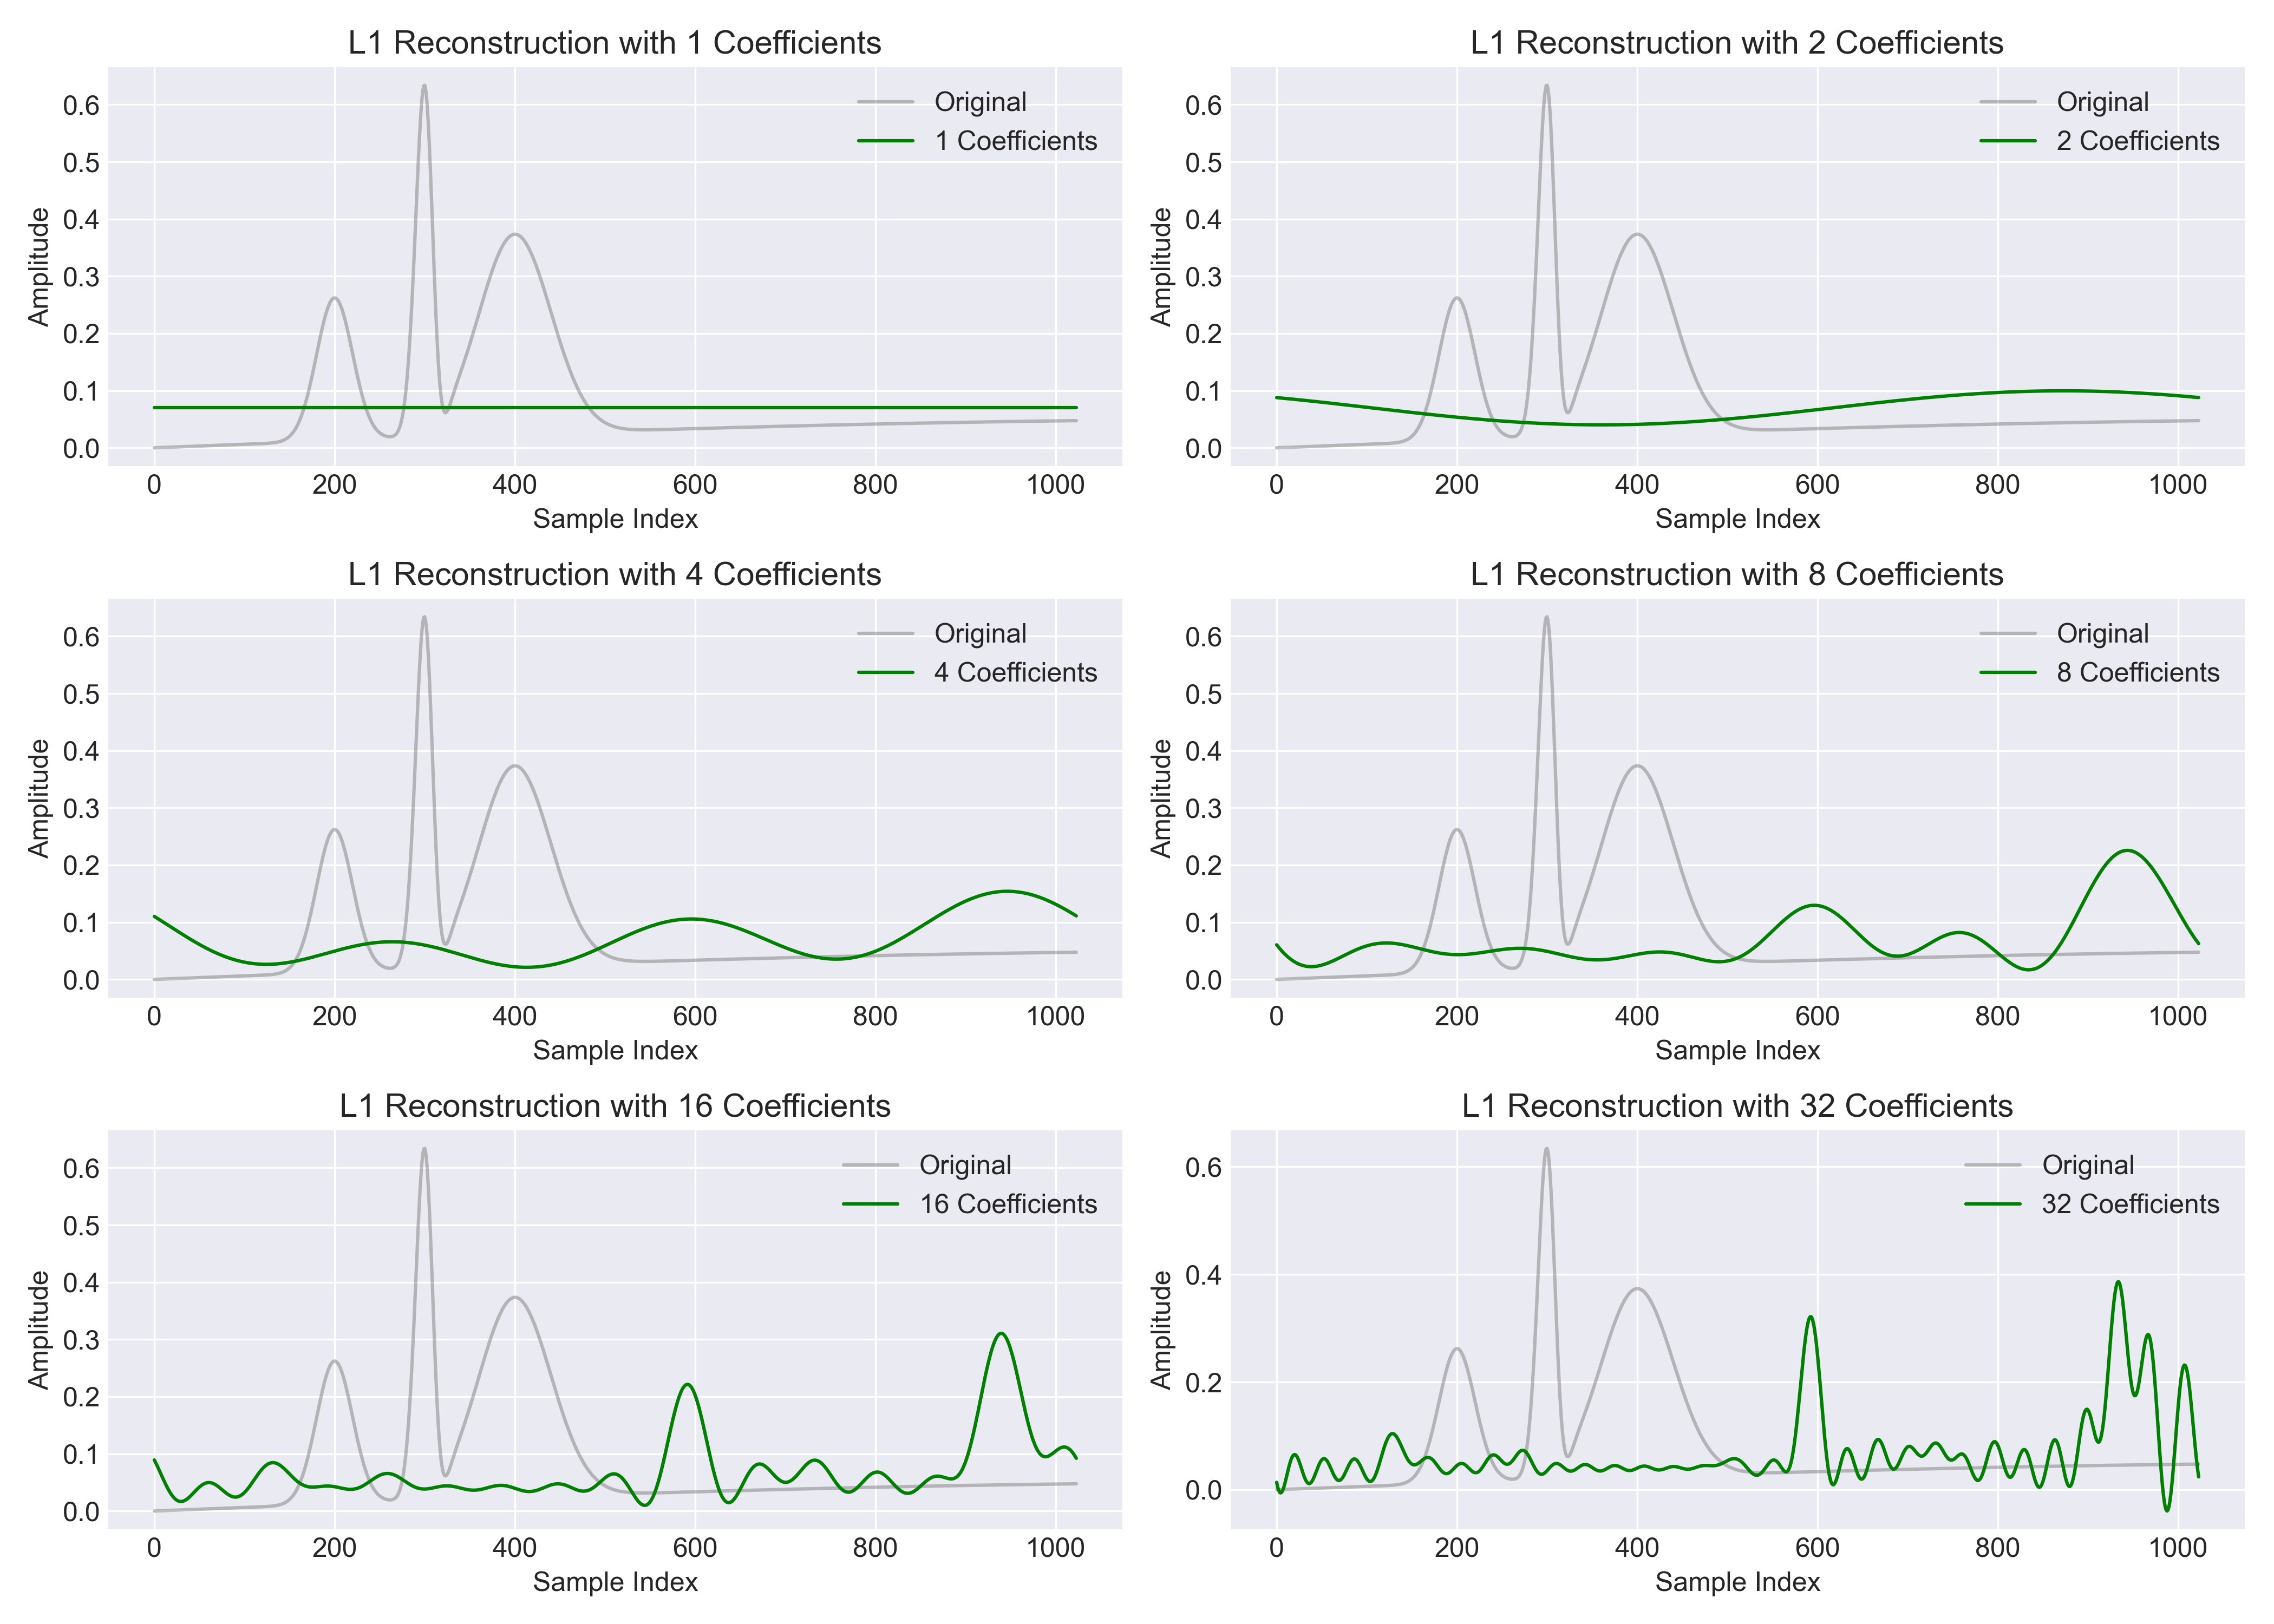 L1 Reconstruction with 1 Coefficients
Original
1 Coefficients
Amplitude
0.6
0.5
0.4
0.3
0.2
0.1
0.0
0 200 400 600 800 1000
Sample Index
L1 Reconstruction with 2 Coefficients
Original
2 Coefficients
Amplitude
0.6
0.5
0.4
0.3
0.2
0.1
0.0
0 200 400 600 800 1000
Sample Index
L1 Reconstruction with 4 Coefficients
Original
4 Coefficients
Amplitude
0.6
0.5
0.4
0.3
0.2
0.1
0.0
0 200 400 600 800 1000
Sample Index
L1 Reconstruction with 8 Coefficients
Original
8 Coefficients
Amplitude
0.6
0.5
0.4
0.3
0.2
0.1
0.0
0 200 400 600 800 1000
Sample Index
L1 Reconstruction with 16 Coefficients
Original
16 Coefficients
Amplitude
0.6
0.5
0.4
0.3
0.2
0.1
0.0
0 200 400 600 800 1000
Sample Index
L1 Reconstruction with 32 Coefficients
Original
32 Coefficients
Amplitude
0.6
0.4
0.2
0.0
0 200 400 600 800 1000
Sample Index